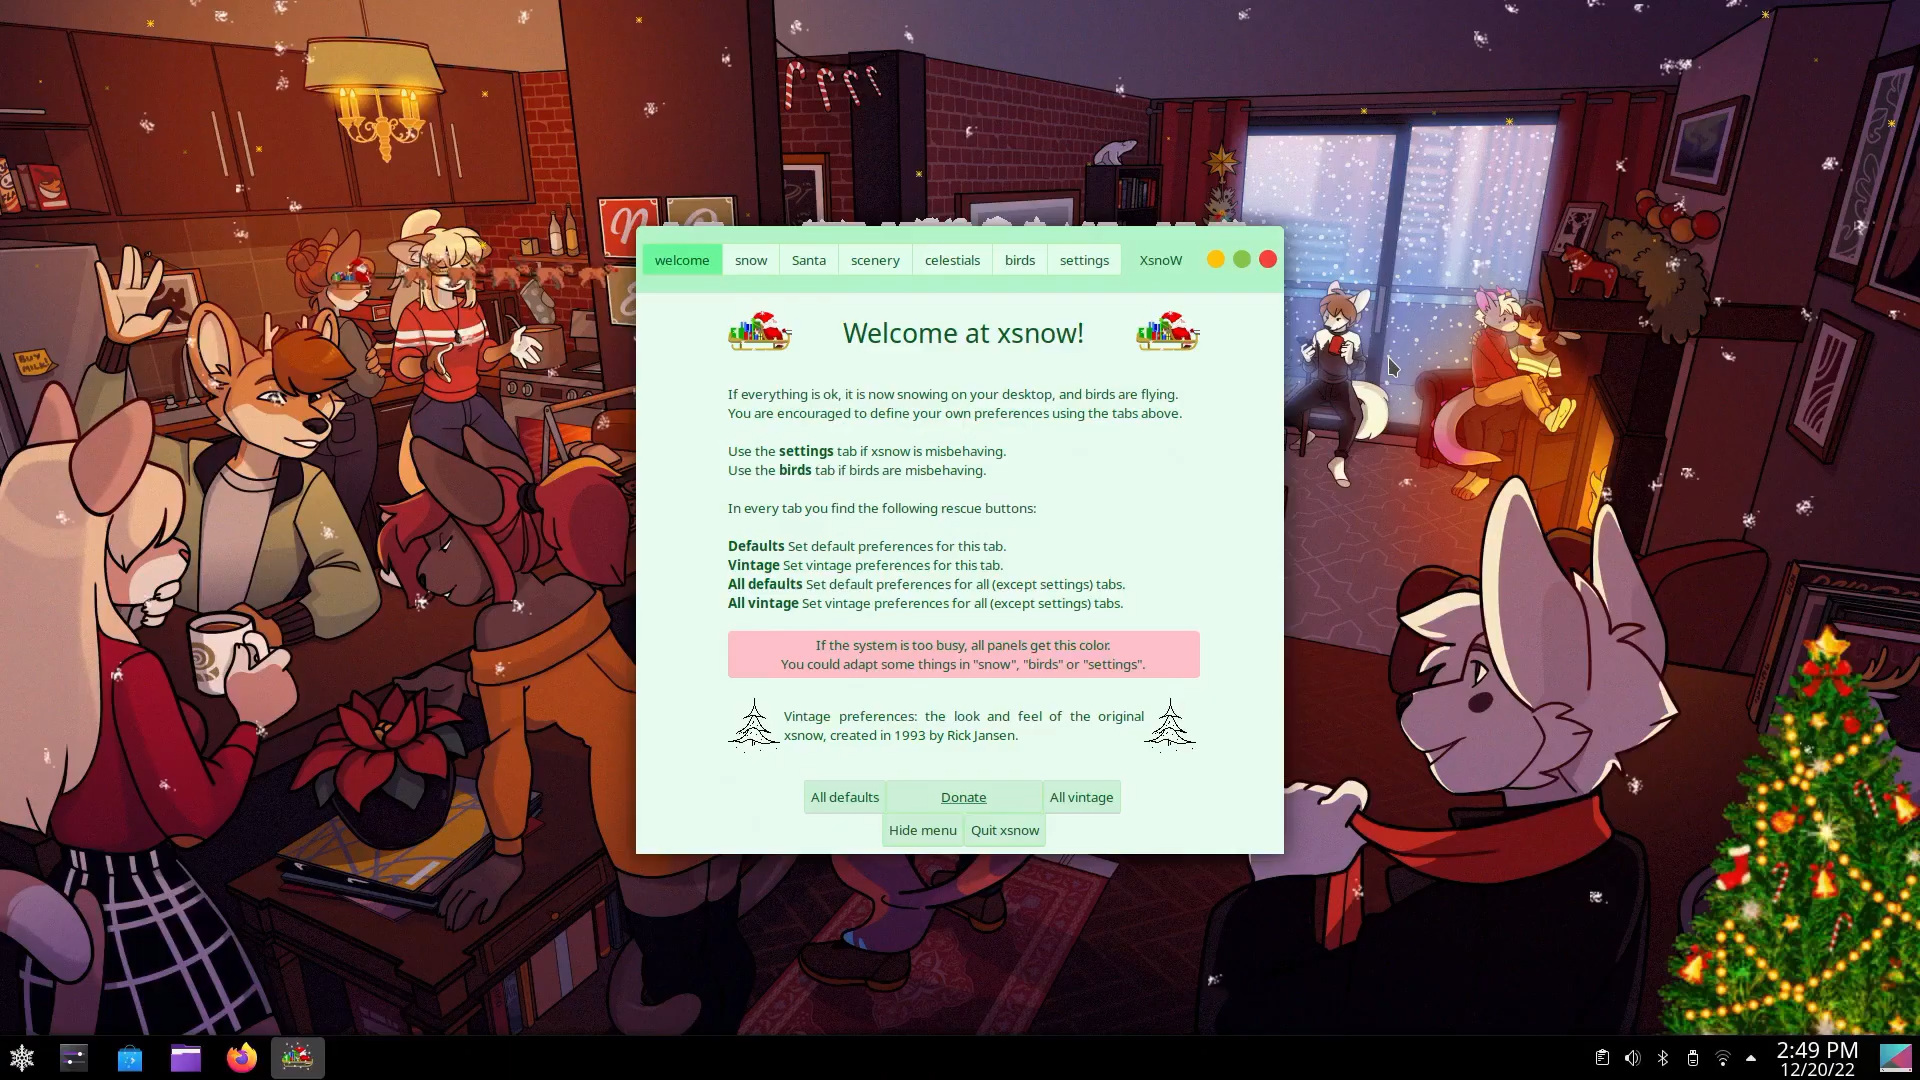 BUY
MILK!
welcome
snow
Santa
scenery
celestials
birds
settings
XsnoW
Welcome at xsnow!
If everything is ok, it is now snowing on your desktop, and birds are flying.
You are encouraged to define your own preferences using the tabs above.
Use the settings tab if xsnow is misbehaving.
Use the birds tab if birds are misbehaving.
In every tab you find the following rescue buttons:
Defaults Set default preferences for this tab.
Vintage Set vintage preferences for this tab.
All defaults Set default preferences for all (except settings) tabs.
All vintage Set vintage preferences for all (except settings) tabs.
If the system is too busy, all panels get this color.
You could adapt some things in "snow", "birds" or "settings".
Vintage preferences: the look and feel of the original
xsnow, created in 1993 by Rick Jansen.
All defaults
Donate
All vintage
Hide menu
Quit xsnow
2:49 PM
12/20/22